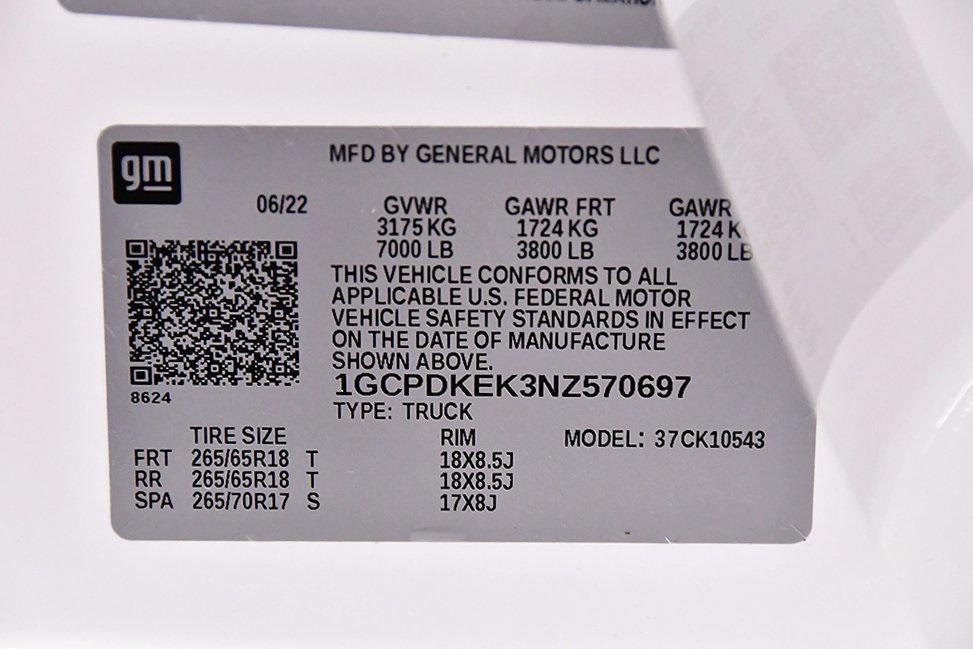 gm
MFD BY GENERAL MOTORS LLC
06/22 GVWR GAWR FRT GAWR
3175 KG 1724 KG 1724 K
7000 LB 3800 LB 3800 LB
THIS VEHICLE CONFORMS TO ALL
APPLICABLE U.S. FEDERAL MOTOR
VEHICLE SAFETY STANDARDS IN EFFECT
ON THE DATE OF MANUFACTURE
SHOWN ABOVE.
1GCPDKEK3NZ570697
8624
TYPE: TRUCK
TIRE SIZE RIM MODEL: 37CK10543
FRT 265/65R18 T 18X8.5J
RR 265/65R18 T 18X8.5J
SPA 265/70R17 S 17X8J